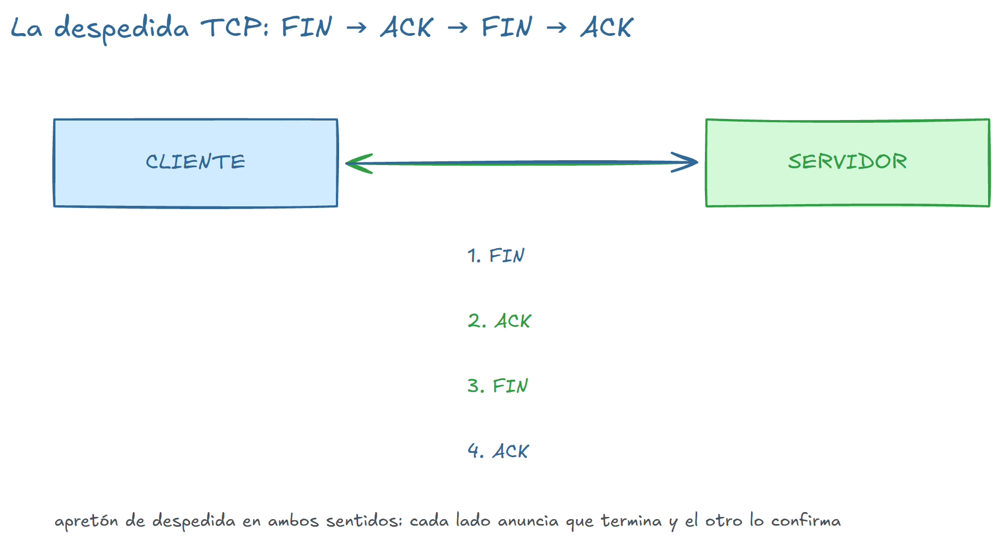 La despedida TCP: FIN → ACK → FIN → ACK
CLIENTE
SERVIDOR
1. FIN
2. ACK
3. FIN
4. ACK
apretón de despedida en ambos sentidos: cada lado anuncia que termina y el otro lo confirma